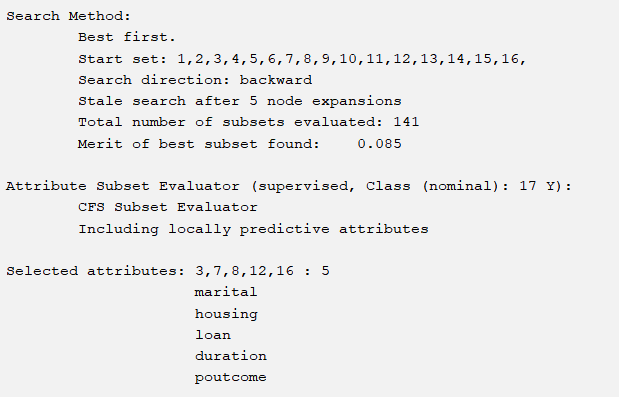 Search Method:
Best first.
Start set: 1,2,3,4,5,6,7,8,9,10,11,12,13,14,15,16,
Search direction: backward
Stale search after 5 node expansions
Total number of subsets evaluated: 141
Merit of best subset found:    0.085
Attribute Subset Evaluator (supervised, Class (nominal): 17 Y):
CFS Subset Evaluator
Including locally predictive attributes
Selected attributes: 3,7,8,12,16 : 5
marital
housing
loan
duration
poutcome